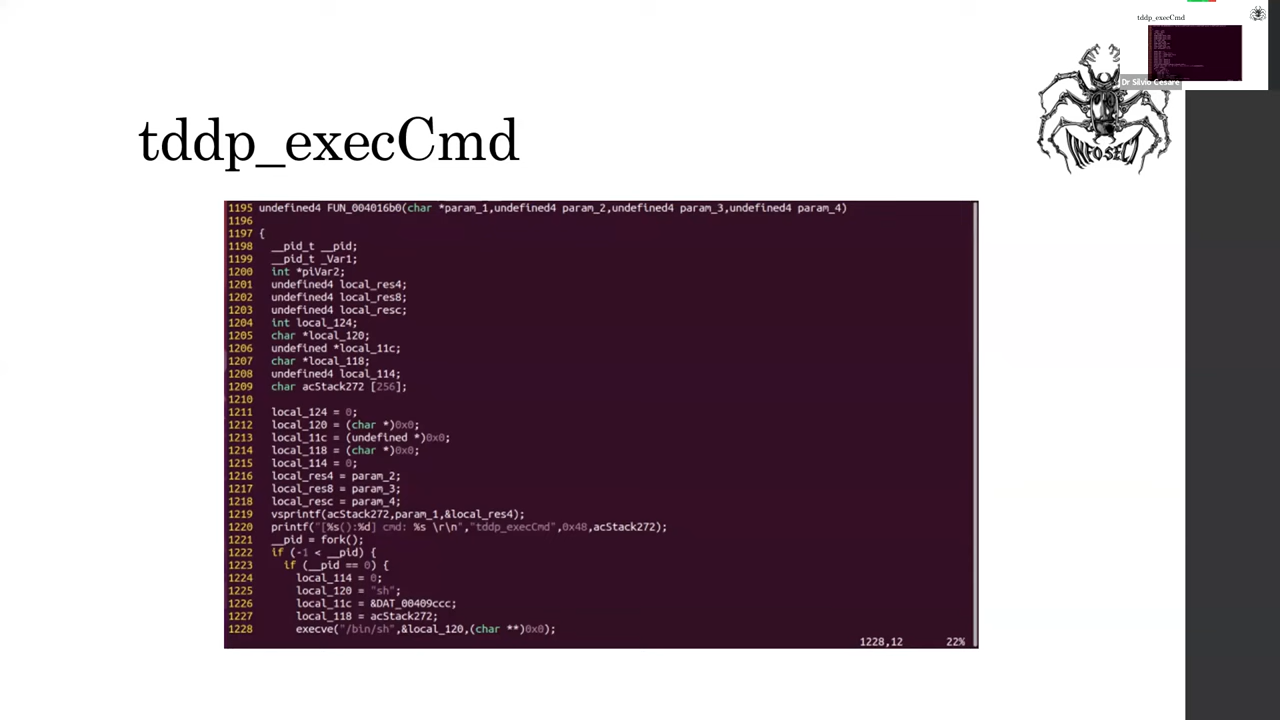 tddp_execCmd
Dr Silvio Cesare
INFOSECT
tddp_execCmd
1195 undefined4 FUN_004016b0(char *param_1,undefined4 param_2,undefined4 param_3,undefined4 param_4)
1196
1197 {
1198 __pid_t __pid;
1199 __pid_t _Var1;
1200 int *piVar2;
1201 undefined4 local_res4;
1202 undefined4 local_res8;
1203 undefined4 local_resc;
1204 int local_124;
1205 char *local_120;
1206 undefined *local_11c;
1207 char *local_118;
1208 undefined4 local_114;
1209 char acStack272 [256];
1210
1211 local_124 = 0;
1212 local_120 = (char *)0x0;
1213 local_11c = (undefined *)0x0;
1214 local_118 = (char *)0x0;
1215 local_114 = 0;
1216 local_res4 = param_2;
1217 local_res8 = param_3;
1218 local_resc = param_4;
1219 vsprintf(acStack272,param_1,&local_res4);
1220 printf("[%s():%d] cmd: %s \r\n","tddp_execCmd",0x48,acStack272);
1221 __pid = fork();
1222 if (-1 < __pid) {
1223 if (__pid == 0) {
1224 local_114 = 0;
1225 local_120 = "sh";
1226 local_11c = &DAT_00409ccc;
1227 local_118 = acStack272;
1228 execve("/bin/sh",&local_120,(char **)0x0);
1228,12 22%